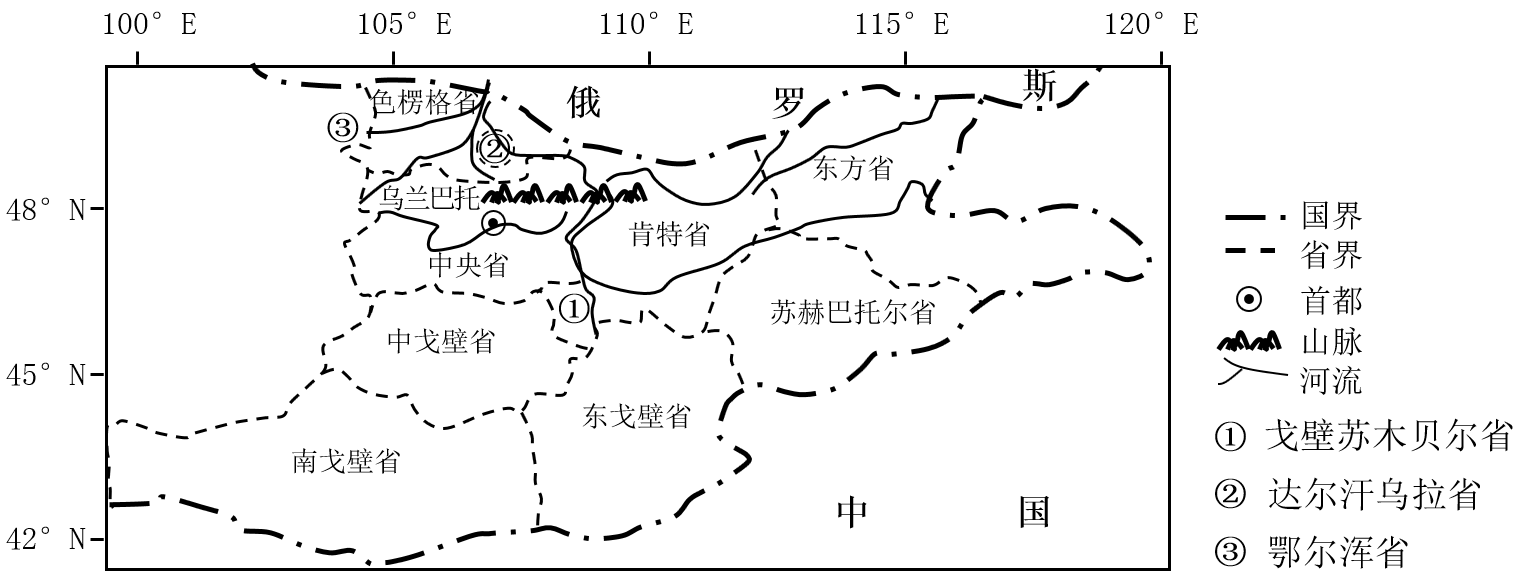 100° E 105° E 110° E 115° E 120° E
俄 罗 斯
色楞格省
③
②
东方省
乌兰巴托
48° N
肯特省
中央省
①
苏赫巴托尔省
中戈壁省
45° N
东戈壁省
南戈壁省
中 国
42° N
国界
省界
首都
山脉
河流
① 戈壁苏木贝尔省
② 达尔汗乌拉省
③ 鄂尔浑省